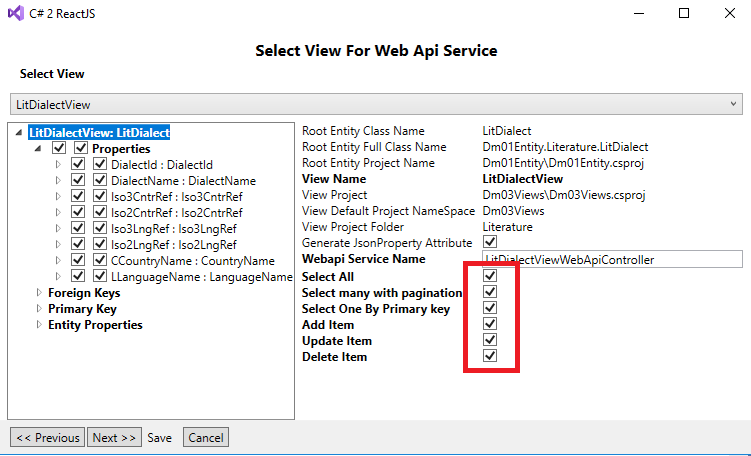 C# 2 ReactJS
Select View For Web Api Service
Select View
LitDialectView
LitDialectView: LitDialect
Properties
DialectId : DialectId
DialectName : DialectName
Iso3CntrRef : Iso3CntrRef
Iso2CntrRef : Iso2CntrRef
Iso3LngRef : Iso3LngRef
Iso2LngRef : Iso2LngRef
CCountryName : CountryName
LLanguageName : LanguageName
Foreign Keys
Primary Key
Entity Properties
Root Entity Class Name LitDialect
Root Entity Full Class Name Dm01Entity.Literature.LitDialect
Root Entity Project Name Dm01Entity\Dm01Entity.csproj
View Name LitDialectView
View Project Dm03Views\Dm03Views.csproj
View Default Project NameSpace Dm03Views
View Project Folder Literature
Generate JsonProperty Attribute
Webapi Service Name LitDialectViewWebApiController
Select All
Select many with pagination
Select One By Primary key
Add Item
Update Item
Delete Item
<< Previous Next >> Save Cancel